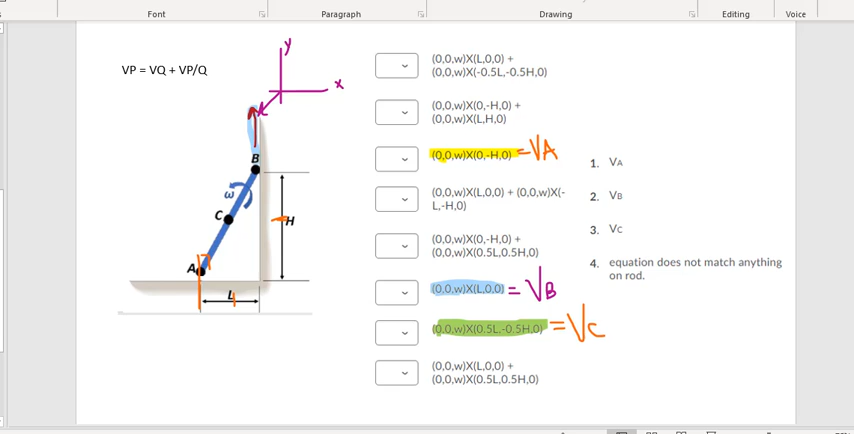 Font
Paragraph
Drawing
Editing
Voice
VP = VQ + VP/Q
y
x
B
ω
C
H
A
L
(0,0,w)X(L,0,0) +
(0,0,w)X(-0.5L,-0.5H,0)
(0,0,w)X(0,-H,0) +
(0,0,w)X(L,H,0)
(0,0,w)X(0,-H,0) = VA
(0,0,w)X(L,0,0) + (0,0,w)X(-
L,-H,0)
(0,0,w)X(0,-H,0) +
(0,0,w)X(0.5L,0.5H,0)
(0,0,w)X(L,0,0) = VB
(0,0,w)X(0.5L,-0.5H,0) = VC
(0,0,w)X(L,0,0) +
(0,0,w)X(0.5L,0.5H,0)
1. VA
2. VB
3. VC
4. equation does not match anything
on rod.